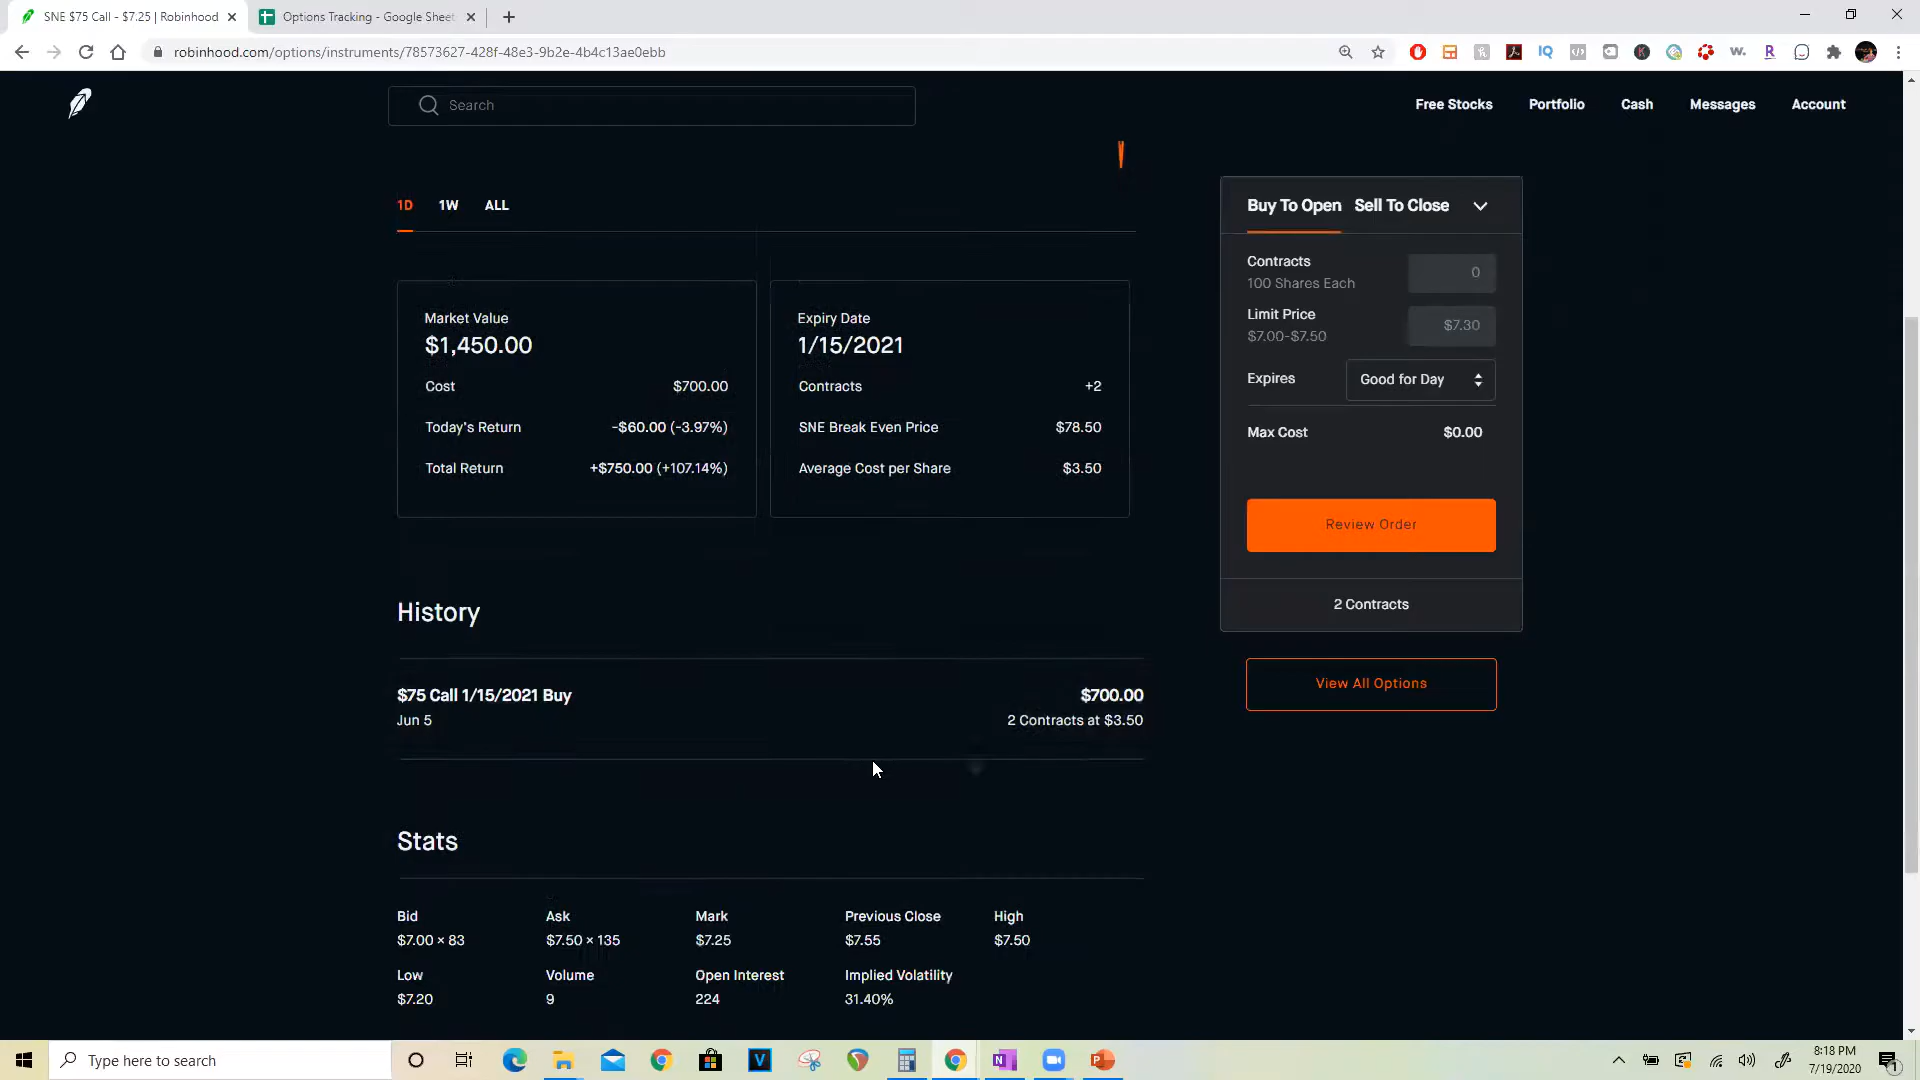 SNE $75 Call - $7.25 | Robinhood
Options Tracking - Google Sheet
robinhood.com/options/instruments/78573627-428f-48e3-9b2e-4b4c13ae0ebb
Search
Free Stocks
Portfolio
Cash
Messages
Account
1D
1W
ALL
Market Value
$1,450.00
Cost
$700.00
Today's Return
-$60.00 (-3.97%)
Total Return
+$750.00 (+107.14%)
Expiry Date
1/15/2021
Contracts
+2
SNE Break Even Price
$78.50
Average Cost per Share
$3.50
Buy To Open
Sell To Close
Contracts
100 Shares Each
0
Limit Price
$7.00-$7.50
$7.30
Expires
Good for Day
Max Cost
$0.00
Review Order
2 Contracts
View All Options
History
$75 Call 1/15/2021 Buy
$700.00
Jun 5
2 Contracts at $3.50
Stats
Bid
Ask
Mark
Previous Close
High
$7.00 × 83
$7.50 × 135
$7.25
$7.55
$7.50
Low
Volume
Open Interest
Implied Volatility
$7.20
9
224
31.40%
Type here to search
8:18 PM
7/19/2020